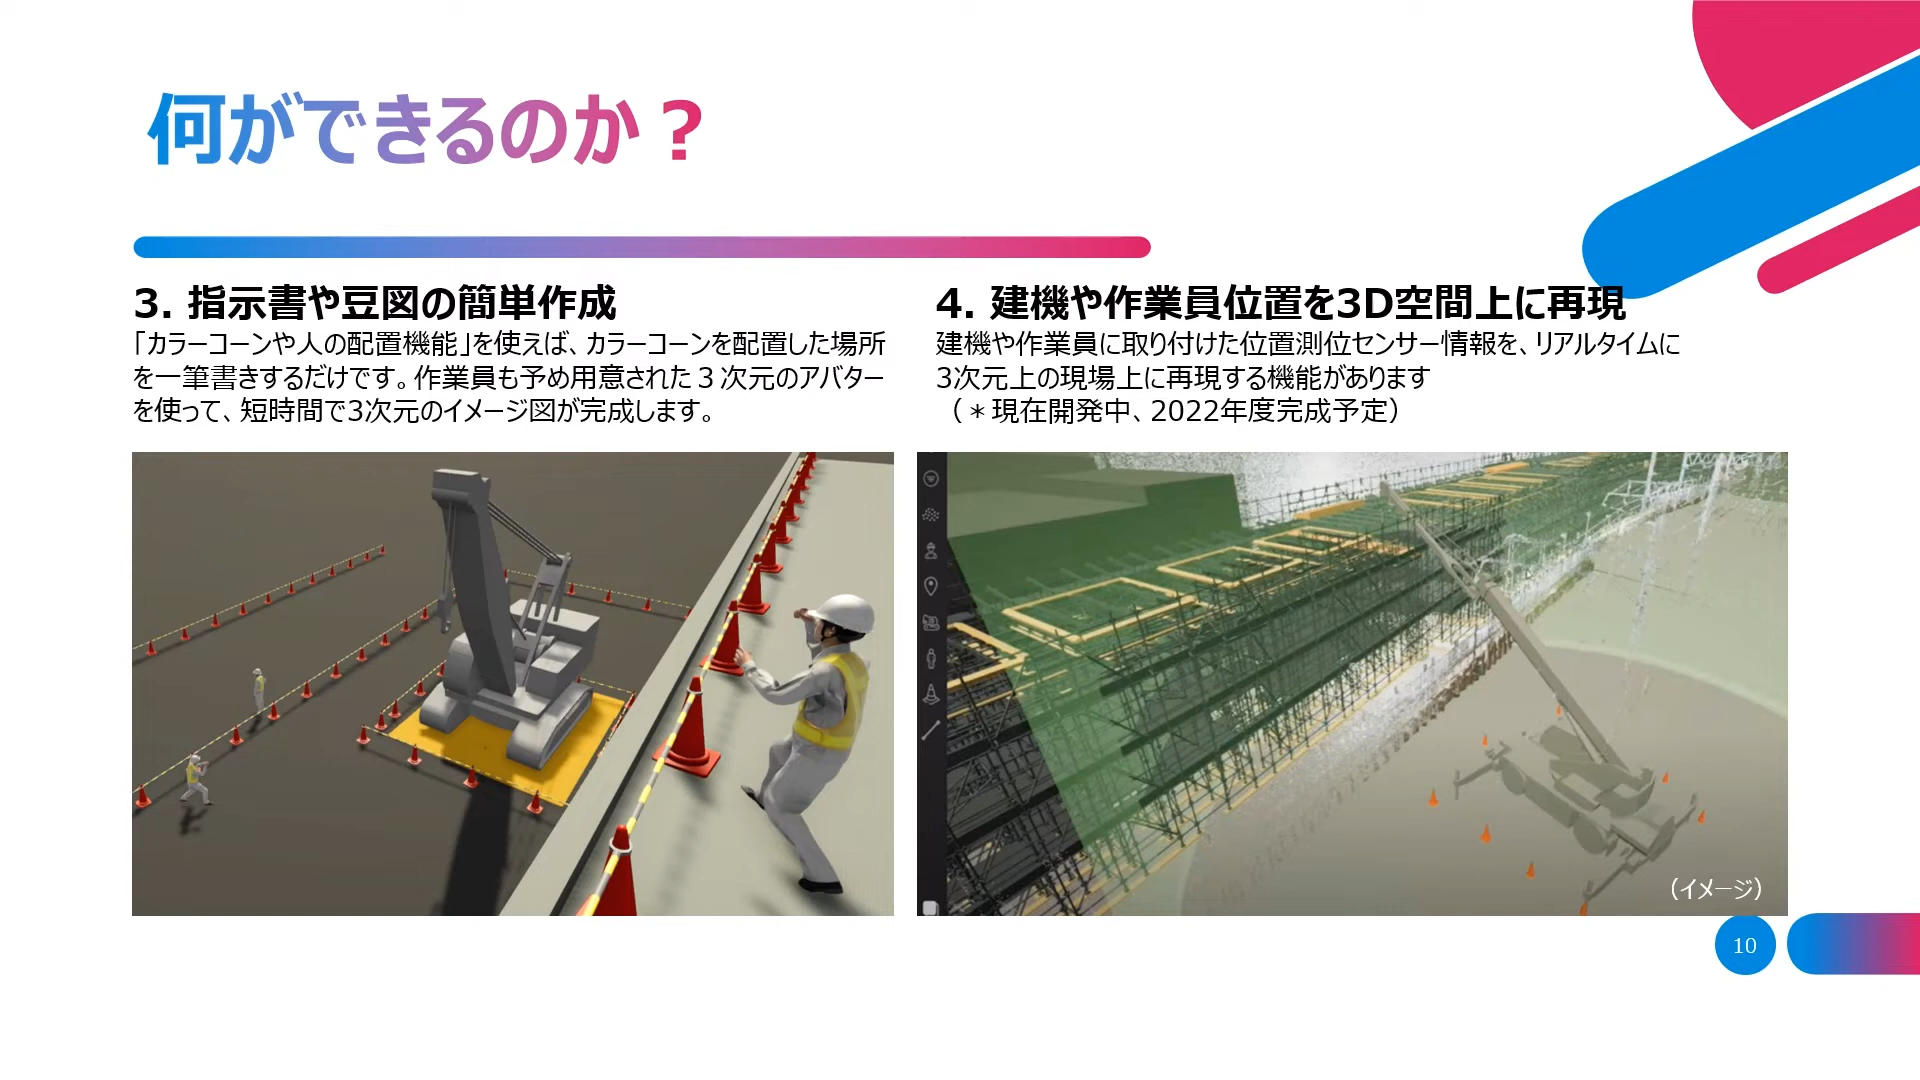 何ができるのか？
3. 指示書や豆図の簡単作成
「カラーコーンや人の配置機能」を使えば、カラーコーンを配置した場所
を一筆書きするだけです。作業員も予め用意された３次元のアバター
を使って、短時間で3次元のイメージ図が完成します。
4. 建機や作業員位置を3D空間上に再現
建機や作業員に取り付けた位置測位センサー情報を、リアルタイムに
3次元上の現場上に再現する機能があります
（＊現在開発中、2022年度完成予定）
（イメージ）
10